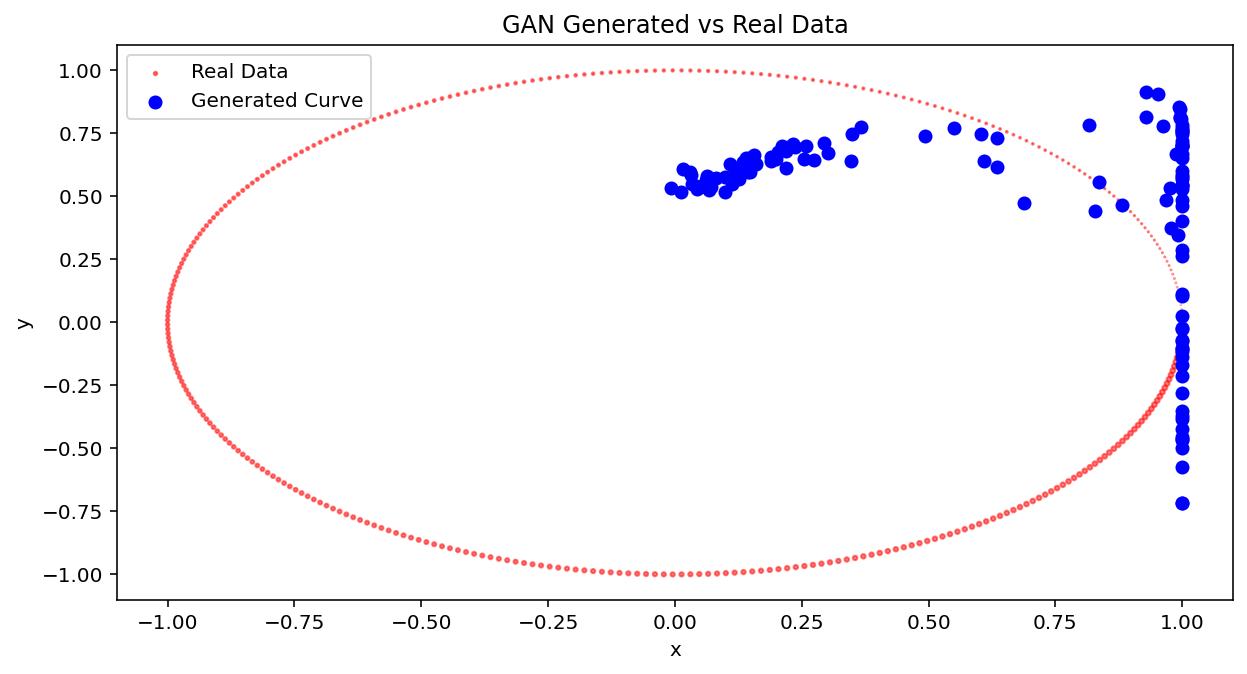 GAN Generated vs Real Data
Real Data
Generated Curve
1.00
0.75
0.50
0.25
0.00
−0.25
−0.50
−0.75
−1.00
y
−1.00 −0.75 −0.50 −0.25 0.00 0.25 0.50 0.75 1.00
x